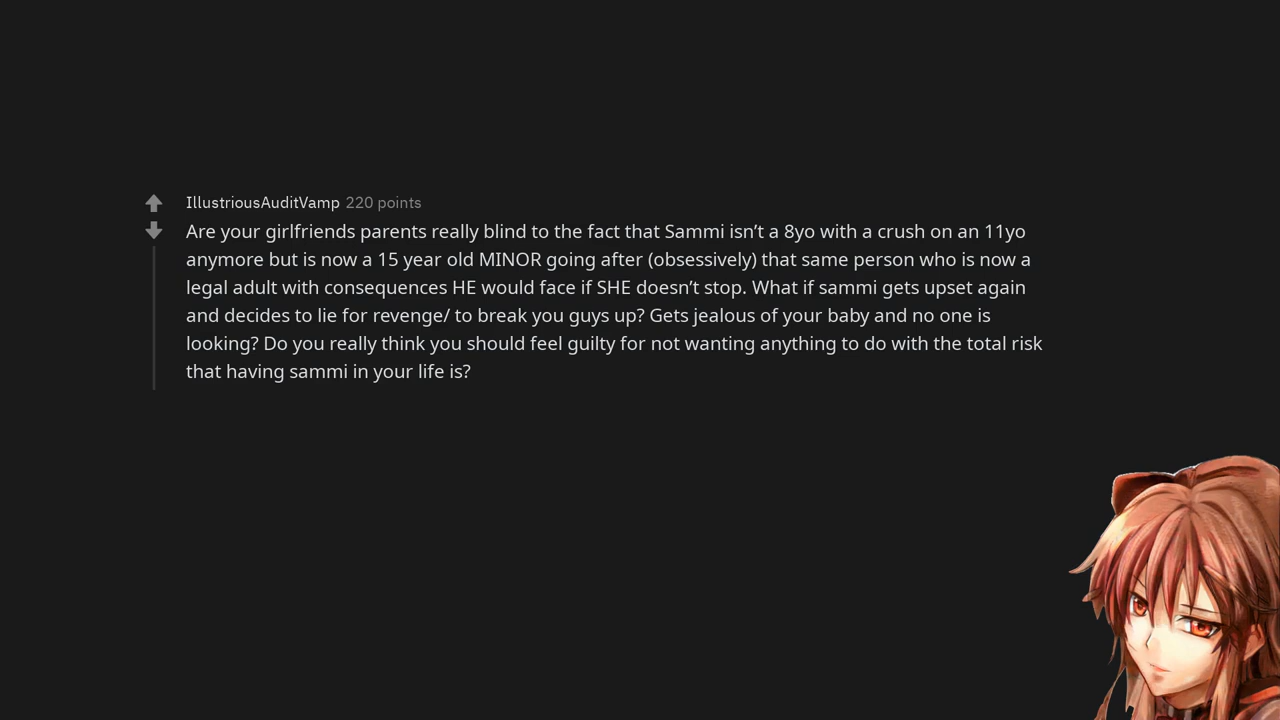 IllustriousAuditVamp 220 points
Are your girlfriends parents really blind to the fact that Sammi isn’t a 8yo with a crush on an 11yo
anymore but is now a 15 year old MINOR going after (obsessively) that same person who is now a
legal adult with consequences HE would face if SHE doesn’t stop. What if sammi gets upset again
and decides to lie for revenge/ to break you guys up? Gets jealous of your baby and no one is
looking? Do you really think you should feel guilty for not wanting anything to do with the total risk
that having sammi in your life is?